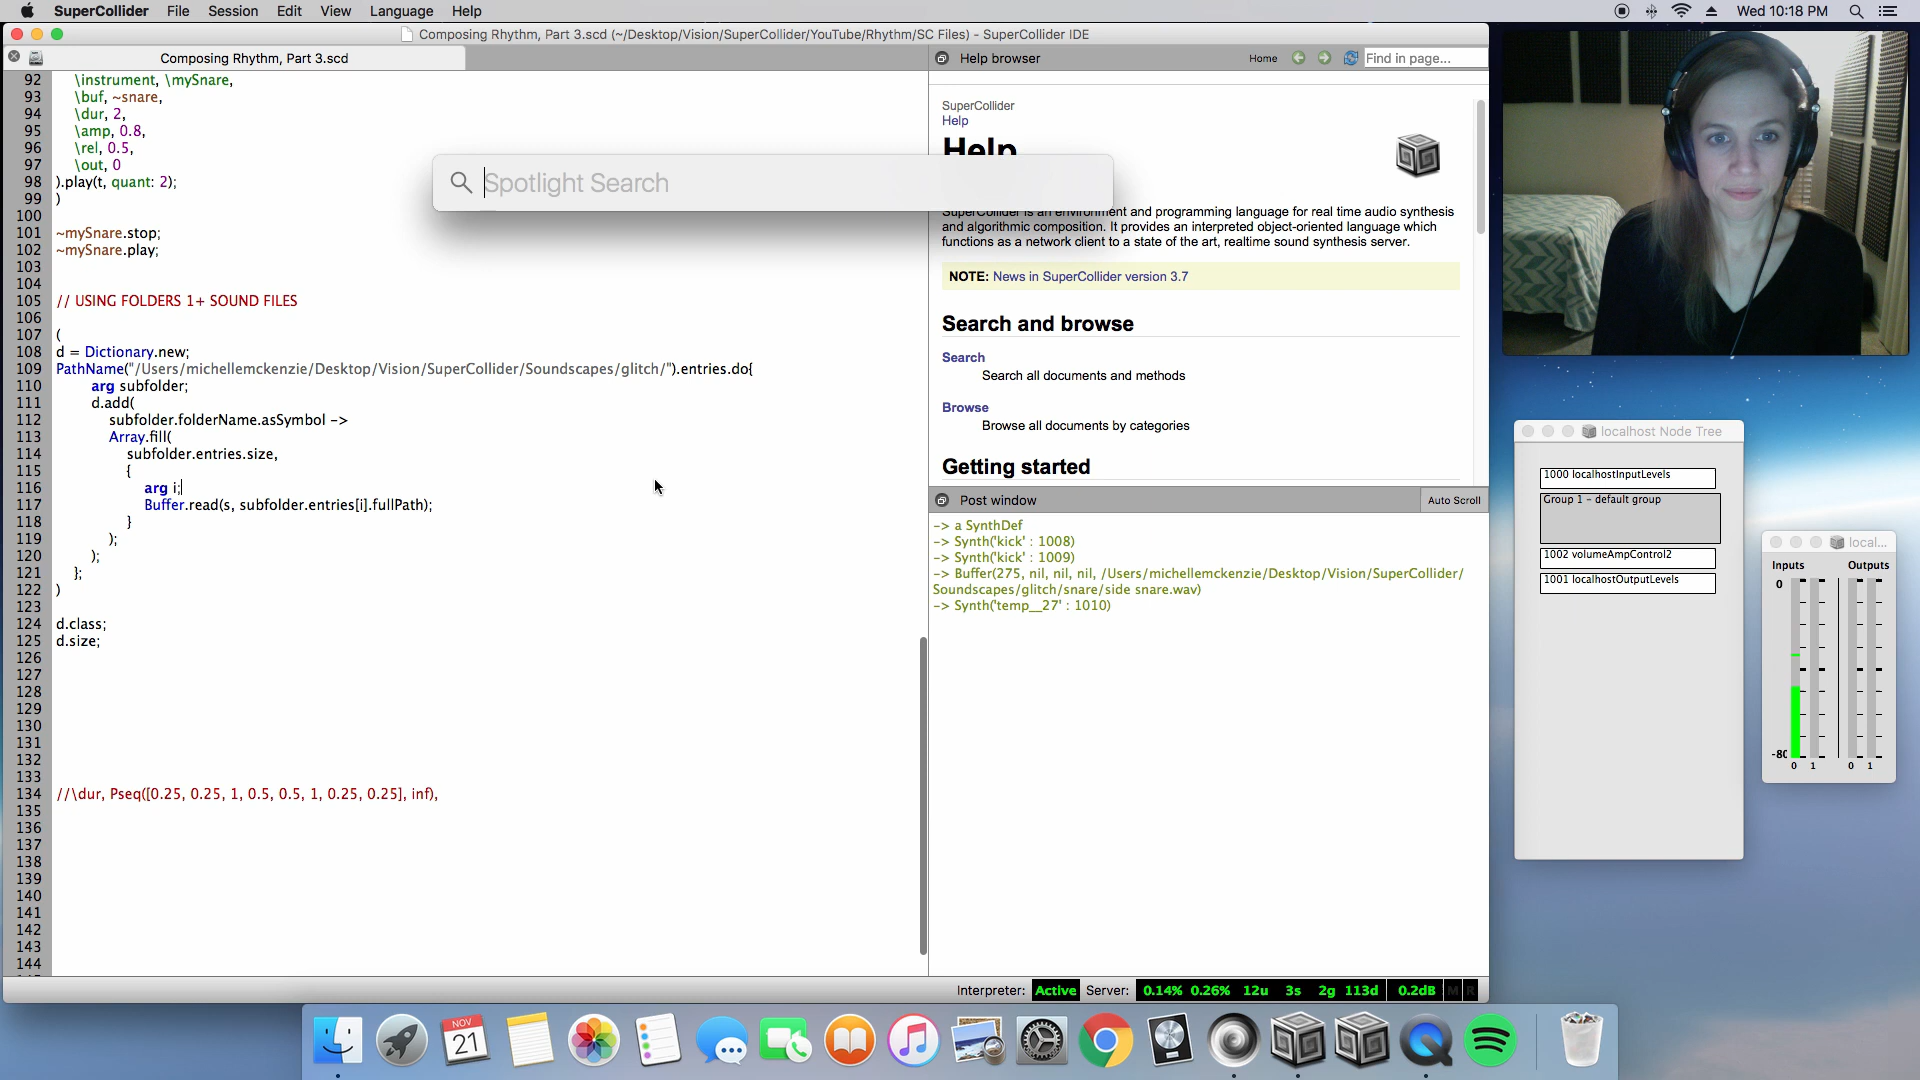 SuperCollider File Session Edit View Language Help
Wed 10:18 PM
Composing Rhythm, Part 3.scd (~/Desktop/Vision/SuperCollider/YouTube/Rhythm/SC Files) - SuperCollider IDE
Composing Rhythm, Part 3.scd
92 \instrument, \mySnare,
93 \buf, ~snare,
94 \dur, 2,
95 \amp, 0.8,
96 \rel, 0.5,
97 \out, 0
98 ).play(t, quant: 2);
99 )
100
101 ~mySnare.stop;
102 ~mySnare.play;
103
104
105 // USING FOLDERS 1+ SOUND FILES
106
107 (
108 d = Dictionary.new;
109 PathName("/Users/michellemckenzie/Desktop/Vision/SuperCollider/Soundscapes/glitch/").entries.do{
110 arg subfolder;
111 d.add(
112 subfolder.folderName.asSymbol ->
113 Array.fill(
114 subfolder.entries.size,
115 {
116 arg i;
117 Buffer.read(s, subfolder.entries[i].fullPath);
118 }
119 );
120 );
121 };
122 )
123
124 d.class;
125 d.size;
126
127
128
129
130
131
132
133
134 //\dur, Pseq([0.25, 0.25, 1, 0.5, 0.5, 1, 0.25, 0.25], inf),
135
136
137
138
139
140
141
142
143
144
Spotlight Search
Help browser
Home
Find in page...
SuperCollider
Help
Help
SuperCollider is an environment and programming language for real time audio synthesis
and algorithmic composition. It provides an interpreted object-oriented language which
functions as a network client to a state of the art, realtime sound synthesis server.
NOTE: News in SuperCollider version 3.7
Search and browse
Search
Search all documents and methods
Browse
Browse all documents by categories
Getting started
Post window
Auto Scroll
-> a SynthDef
-> Synth('kick' : 1008)
-> Synth('kick' : 1009)
-> Buffer(275, nil, nil, nil, /Users/michellemckenzie/Desktop/Vision/SuperCollider/
Soundscapes/glitch/snare/side snare.wav)
-> Synth('temp__27' : 1010)
Interpreter: Active Server: 0.14% 0.26% 12u 3s 2g 113d 0.2dB M R
localhost Node Tree
1000 localhostInputLevels
Group 1 - default group
1002 volumeAmpControl2
1001 localhostOutputLevels
local...
Inputs Outputs
0
-80
0 1 0 1
NOV
21